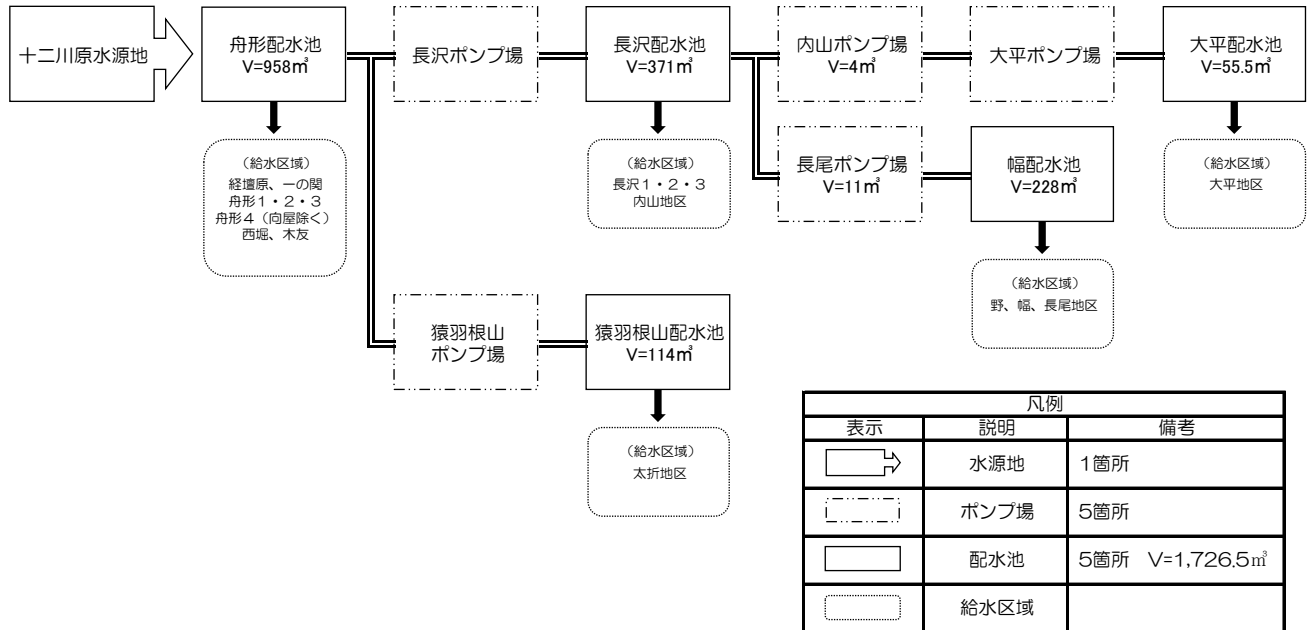 十二川原水源地
舟形配水池
V=958㎥
長沢ポンプ場
長沢配水池
V=371㎥
内山ポンプ場
V=4㎥
大平ポンプ場
大平配水池
V=55.5㎥
(給水区域)
経壇原、一の関
舟形1・2・3
舟形4(向屋除く)
西堀、木友
(給水区域)
長沢1・2・3
内山地区
長尾ポンプ場
V=11㎥
幅配水池
V=228㎥
(給水区域)
大平地区
(給水区域)
野、幅、長尾地区
猿羽根山
ポンプ場
猿羽根山配水池
V=114㎥
(給水区域)
太折地区
凡例
表示 説明 備考
水源地 1箇所
ポンプ場 5箇所
配水池 5箇所 V=1,726.5㎥
給水区域